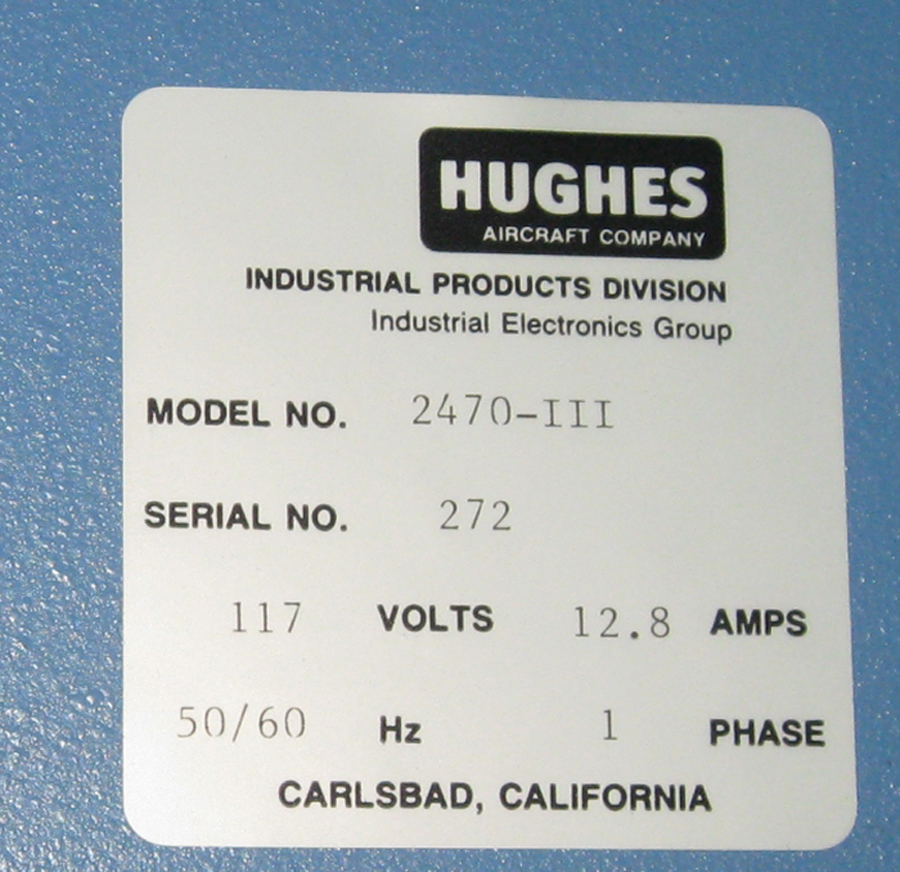 HUGHES
AIRCRAFT COMPANY
INDUSTRIAL PRODUCTS DIVISION
Industrial Electronics Group
MODEL NO. 2470-III
SERIAL NO. 272
117 VOLTS 12.8 AMPS
50/60 Hz 1 PHASE
CARLSBAD, CALIFORNIA